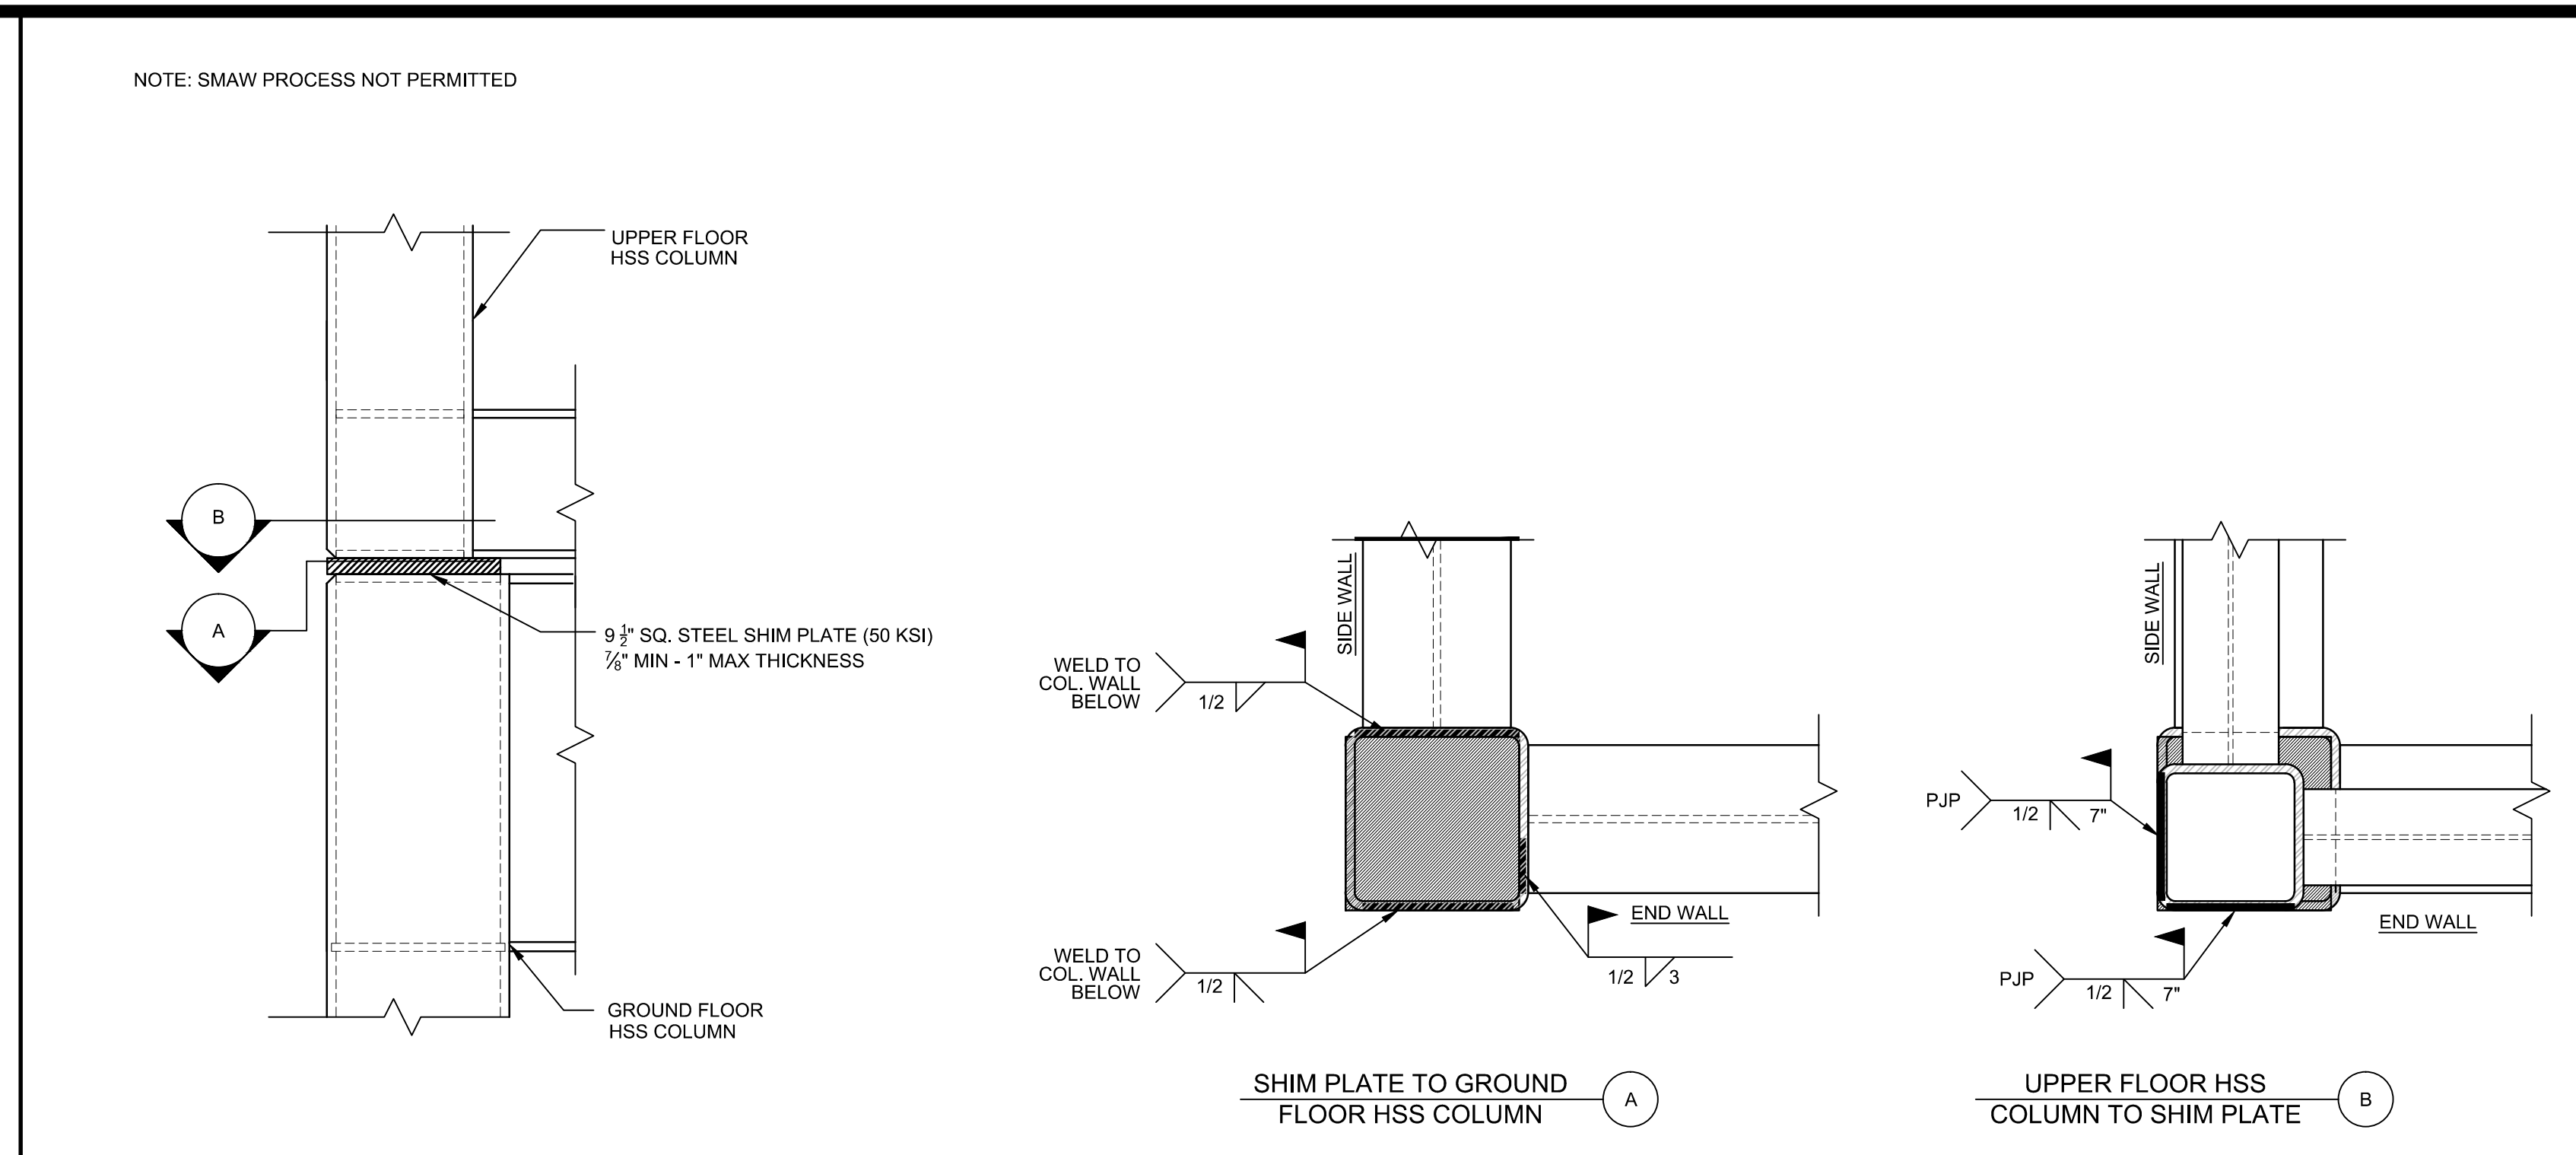 NOTE: SMAW PROCESS NOT PERMITTED
UPPER FLOOR
HSS COLUMN
B
A
9 1/2" SQ. STEEL SHIM PLATE (50 KSI)
7/8" MIN - 1" MAX THICKNESS
GROUND FLOOR
HSS COLUMN
SIDE WALL
WELD TO
COL. WALL
BELOW
1/2
WELD TO
COL. WALL
BELOW
1/2
END WALL
1/2 3
SHIM PLATE TO GROUND
FLOOR HSS COLUMN
A
SIDE WALL
PJP
1/2 7"
END WALL
PJP
1/2 7"
UPPER FLOOR HSS
COLUMN TO SHIM PLATE
B